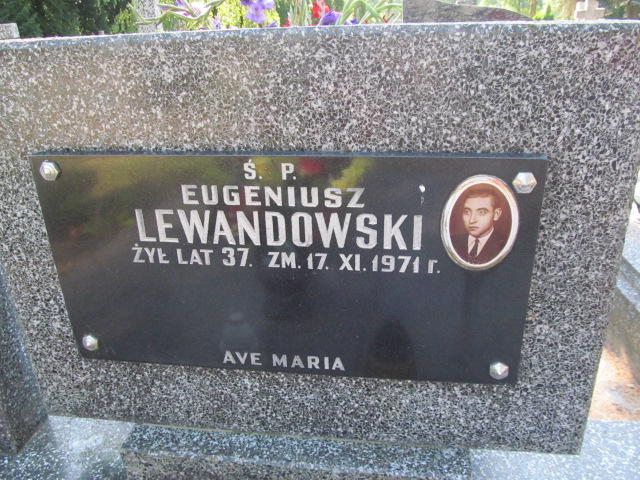 Ś. P.
EUGENIUSZ
LEWANDOWSKI
ŻYŁ LAT 37. ZM. 17. XI. 1971 r.
AVE MARIA